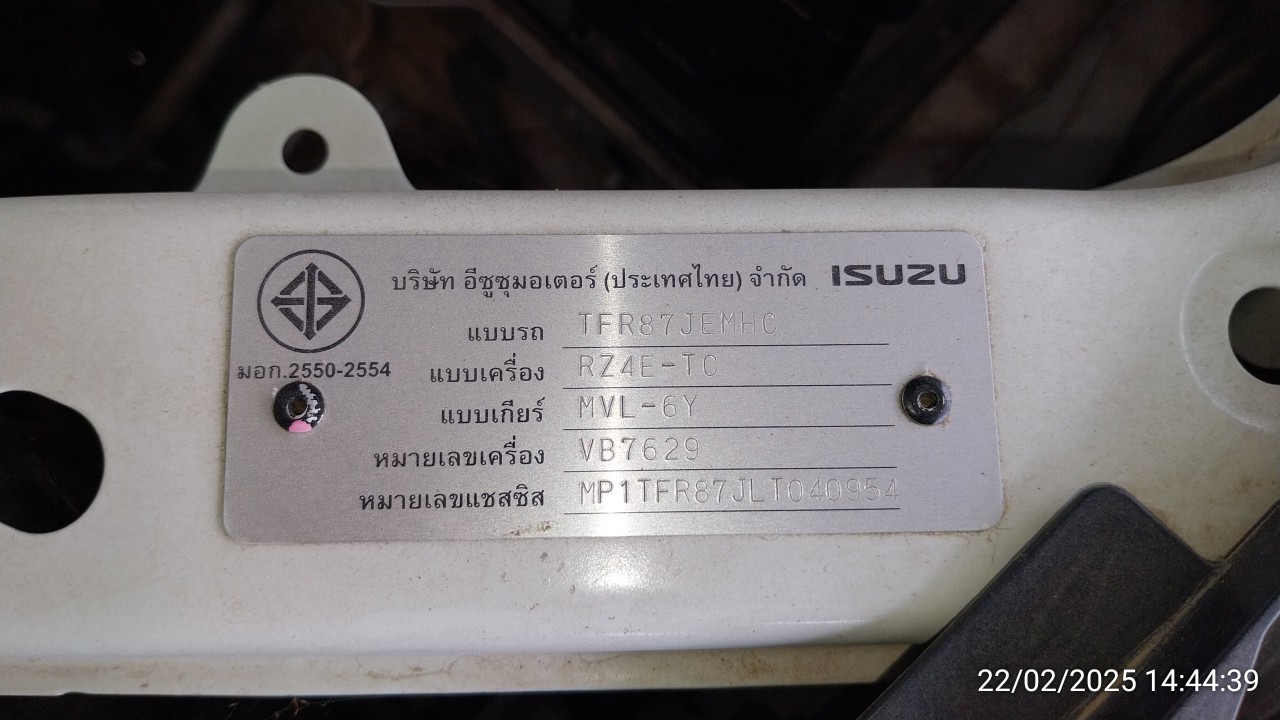 บริษัท อีซูซุมอเตอร์ (ประเทศไทย) จำกัด ISUZU
แบบรถ TFR87JEMHC
มอก.2550-2554
แบบเครื่อง RZ4E-TC
แบบเกียร์ MVL-6Y
หมายเลขเครื่อง VB7629
หมายเลขแชสซิส MP1TFR87JLT040954
22/02/2025 14:44:39